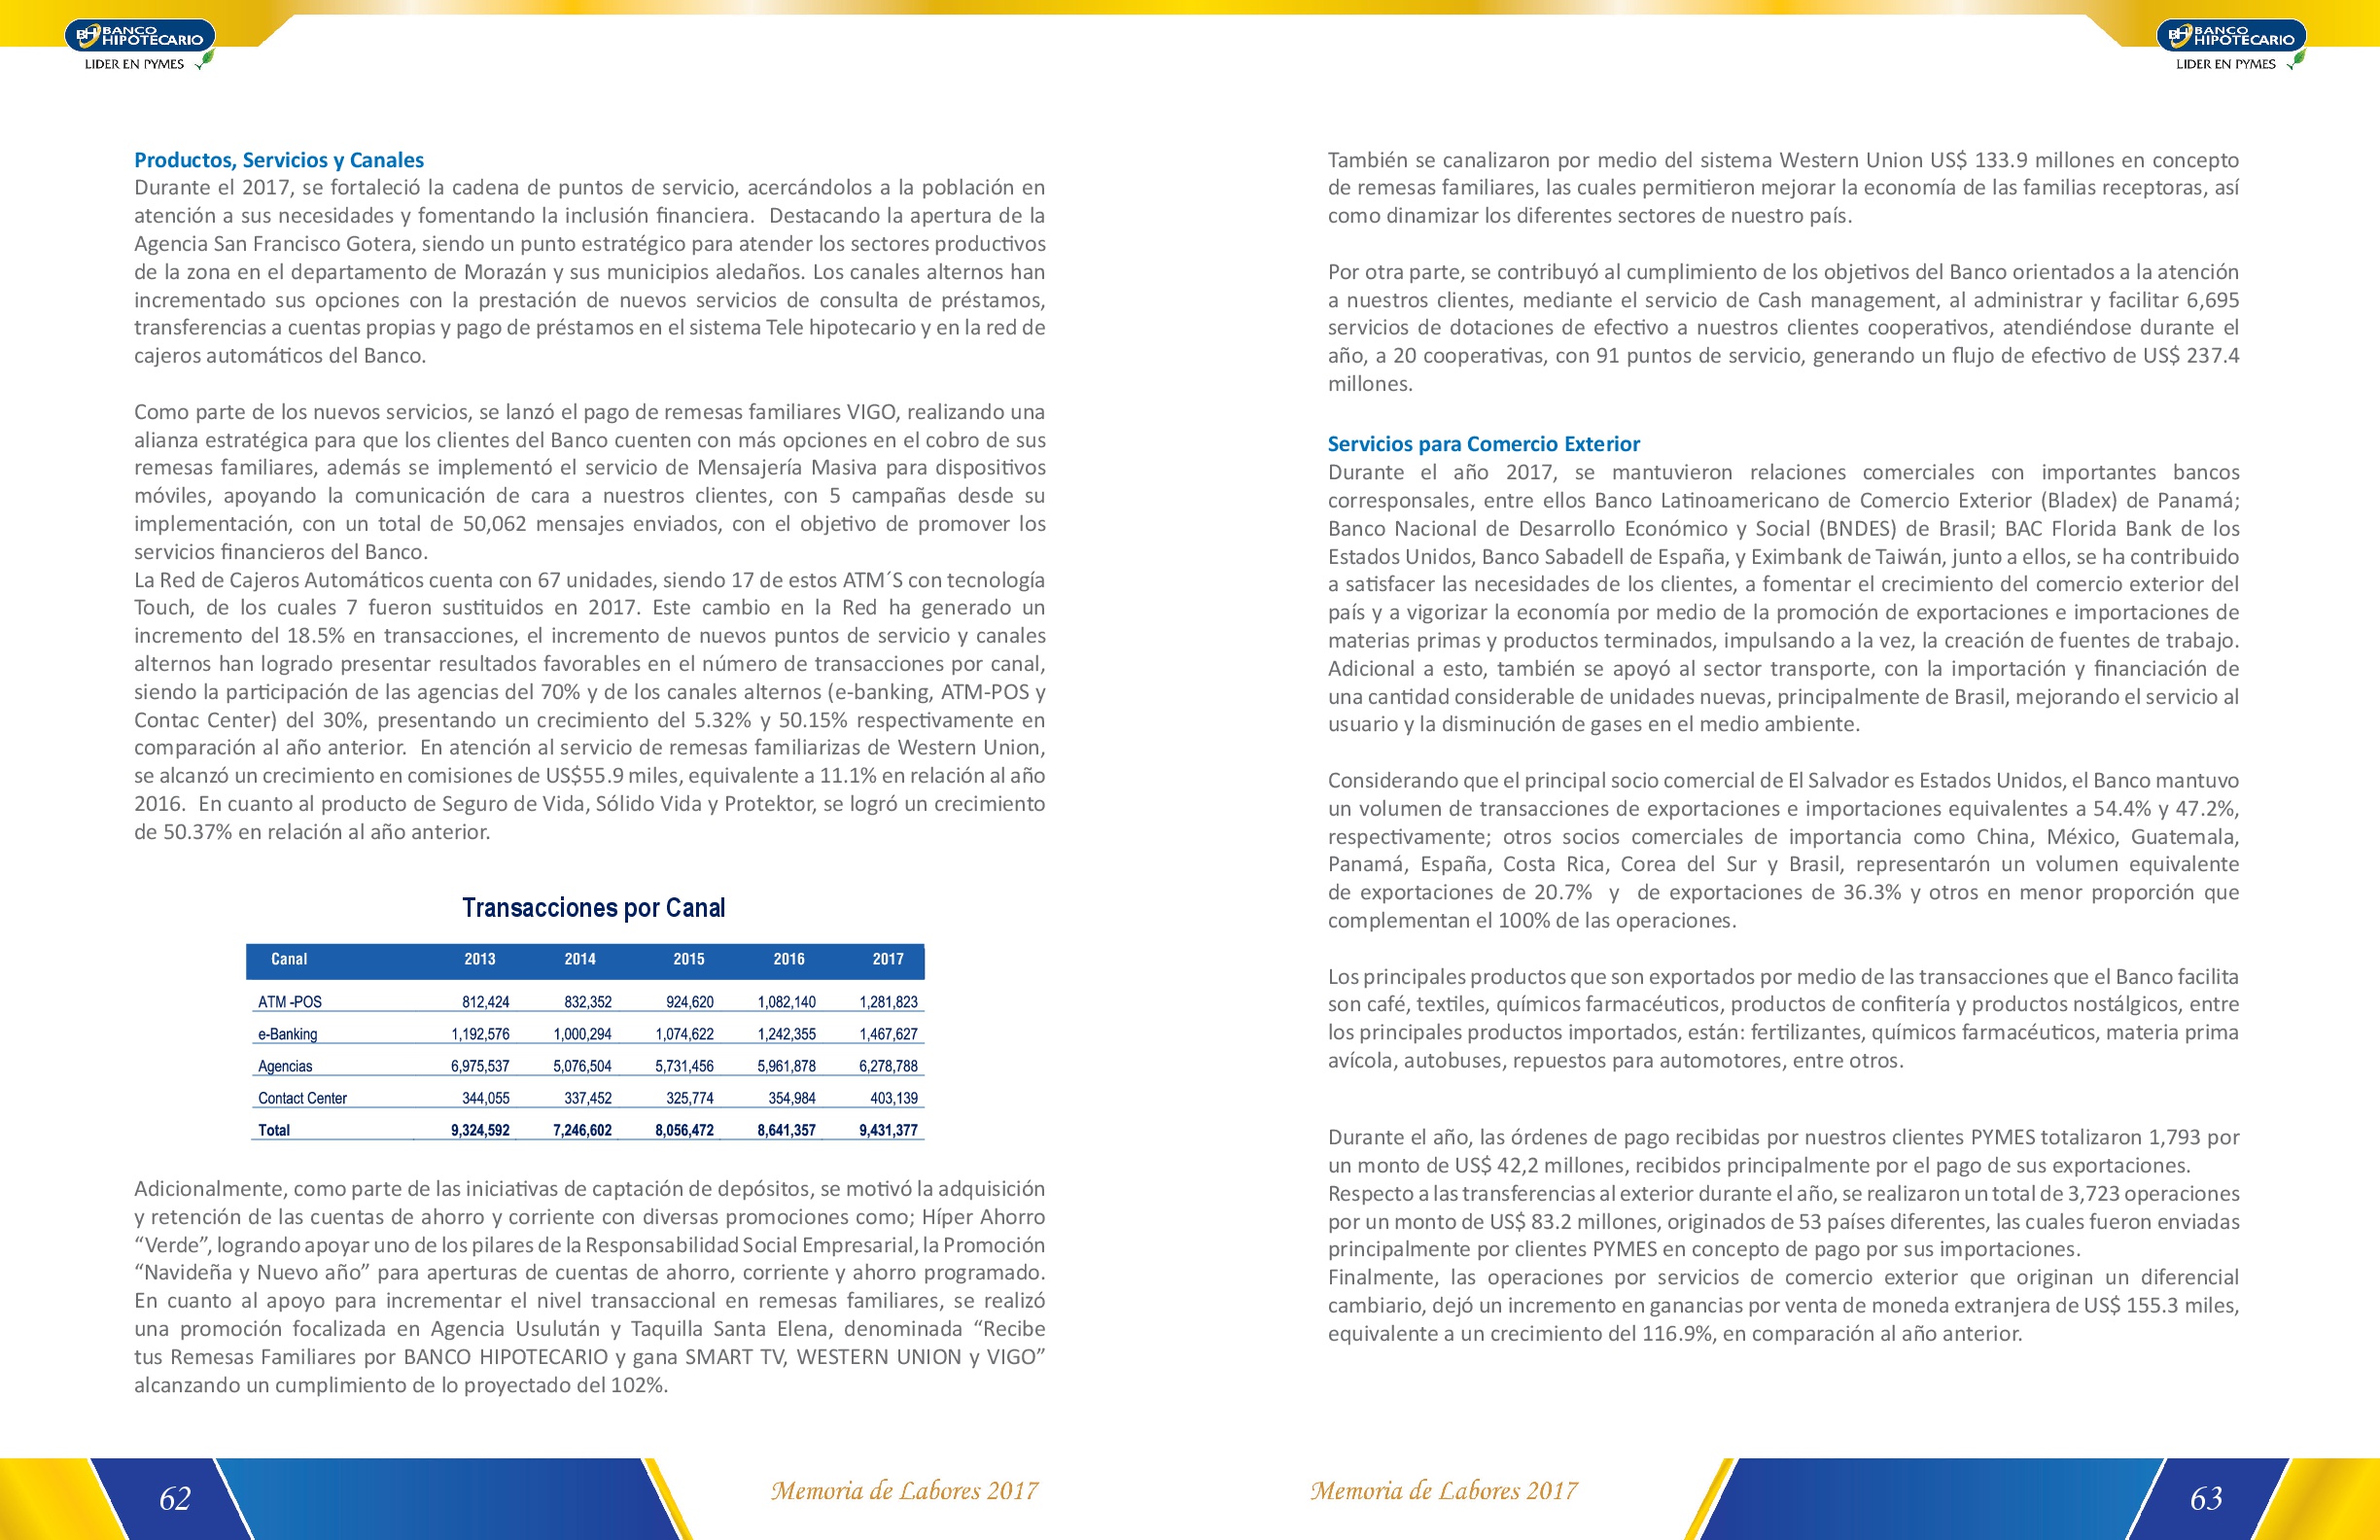 BH BANCO
HIPOTECARIO
LIDER EN PYMES
Productos, Servicios y Canales
Durante el 2017, se fortaleció la cadena de puntos de servicio, acercándolos a la población en
atención a sus necesidades y fomentando la inclusión financiera.  Destacando la apertura de la
Agencia San Francisco Gotera, siendo un punto estratégico para atender los sectores productivos
de la zona en el departamento de Morazán y sus municipios aledaños. Los canales alternos han
incrementado sus opciones con la prestación de nuevos servicios de consulta de préstamos,
transferencias a cuentas propias y pago de préstamos en el sistema Tele hipotecario y en la red de
cajeros automáticos del Banco.
Como parte de los nuevos servicios, se lanzó el pago de remesas familiares VIGO, realizando una
alianza estratégica para que los clientes del Banco cuenten con más opciones en el cobro de sus
remesas familiares, además se implementó el servicio de Mensajería Masiva para dispositivos
móviles, apoyando la comunicación de cara a nuestros clientes, con 5 campañas desde su
implementación, con un total de 50,062 mensajes enviados, con el objetivo de promover los
servicios financieros del Banco.
La Red de Cajeros Automáticos cuenta con 67 unidades, siendo 17 de estos ATM´S con tecnología
Touch, de los cuales 7 fueron sustituidos en 2017. Este cambio en la Red ha generado un
incremento del 18.5% en transacciones, el incremento de nuevos puntos de servicio y canales
alternos han logrado presentar resultados favorables en el número de transacciones por canal,
siendo la participación de las agencias del 70% y de los canales alternos (e-banking, ATM-POS y
Contac Center) del 30%, presentando un crecimiento del 5.32% y 50.15% respectivamente en
comparación al año anterior.  En atención al servicio de remesas familiarizas de Western Union,
se alcanzó un crecimiento en comisiones de US$55.9 miles, equivalente a 11.1% en relación al año
2016.  En cuanto al producto de Seguro de Vida, Sólido Vida y Protektor, se logró un crecimiento
de 50.37% en relación al año anterior.
Transacciones por Canal
Canal 2013 2014 2015 2016 2017
ATM -POS 812,424 832,352 924,620 1,082,140 1,281,823
e-Banking 1,192,576 1,000,294 1,074,622 1,242,355 1,467,627
Agencias 6,975,537 5,076,504 5,731,456 5,961,878 6,278,788
Contact Center 344,055 337,452 325,774 354,984 403,139
Total 9,324,592 7,246,602 8,056,472 8,641,357 9,431,377
Adicionalmente, como parte de las iniciativas de captación de depósitos, se motivó la adquisición
y retención de las cuentas de ahorro y corriente con diversas promociones como; Híper Ahorro
“Verde”, logrando apoyar uno de los pilares de la Responsabilidad Social Empresarial, la Promoción
“Navideña y Nuevo año” para aperturas de cuentas de ahorro, corriente y ahorro programado.
En cuanto al apoyo para incrementar el nivel transaccional en remesas familiares, se realizó
una promoción focalizada en Agencia Usulután y Taquilla Santa Elena, denominada “Recibe
tus Remesas Familiares por BANCO HIPOTECARIO y gana SMART TV, WESTERN UNION y VIGO”
alcanzando un cumplimiento de lo proyectado del 102%.
62
Memoria de Labores 2017
BH BANCO
HIPOTECARIO
LIDER EN PYMES
También se canalizaron por medio del sistema Western Union US$ 133.9 millones en concepto
de remesas familiares, las cuales permitieron mejorar la economía de las familias receptoras, así
como dinamizar los diferentes sectores de nuestro país.
Por otra parte, se contribuyó al cumplimiento de los objetivos del Banco orientados a la atención
a nuestros clientes, mediante el servicio de Cash management, al administrar y facilitar 6,695
servicios de dotaciones de efectivo a nuestros clientes cooperativos, atendiéndose durante el
año, a 20 cooperativas, con 91 puntos de servicio, generando un flujo de efectivo de US$ 237.4
millones.
Servicios para Comercio Exterior
Durante el año 2017, se mantuvieron relaciones comerciales con importantes bancos
corresponsales, entre ellos Banco Latinoamericano de Comercio Exterior (Bladex) de Panamá;
Banco Nacional de Desarrollo Económico y Social (BNDES) de Brasil; BAC Florida Bank de los
Estados Unidos, Banco Sabadell de España, y Eximbank de Taiwán, junto a ellos, se ha contribuido
a satisfacer las necesidades de los clientes, a fomentar el crecimiento del comercio exterior del
país y a vigorizar la economía por medio de la promoción de exportaciones e importaciones de
materias primas y productos terminados, impulsando a la vez, la creación de fuentes de trabajo.
Adicional a esto, también se apoyó al sector transporte, con la importación y financiación de
una cantidad considerable de unidades nuevas, principalmente de Brasil, mejorando el servicio al
usuario y la disminución de gases en el medio ambiente.
Considerando que el principal socio comercial de El Salvador es Estados Unidos, el Banco mantuvo
un volumen de transacciones de exportaciones e importaciones equivalentes a 54.4% y 47.2%,
respectivamente; otros socios comerciales de importancia como China, México, Guatemala,
Panamá, España, Costa Rica, Corea del Sur y Brasil, representarón un volumen equivalente
de exportaciones de 20.7%  y  de exportaciones de 36.3% y otros en menor proporción que
complementan el 100% de las operaciones.
Los principales productos que son exportados por medio de las transacciones que el Banco facilita
son café, textiles, químicos farmacéuticos, productos de confitería y productos nostálgicos, entre
los principales productos importados, están: fertilizantes, químicos farmacéuticos, materia prima
avícola, autobuses, repuestos para automotores, entre otros.
Durante el año, las órdenes de pago recibidas por nuestros clientes PYMES totalizaron 1,793 por
un monto de US$ 42,2 millones, recibidos principalmente por el pago de sus exportaciones.
Respecto a las transferencias al exterior durante el año, se realizaron un total de 3,723 operaciones
por un monto de US$ 83.2 millones, originados de 53 países diferentes, las cuales fueron enviadas
principalmente por clientes PYMES en concepto de pago por sus importaciones.
Finalmente, las operaciones por servicios de comercio exterior que originan un diferencial
cambiario, dejó un incremento en ganancias por venta de moneda extranjera de US$ 155.3 miles,
equivalente a un crecimiento del 116.9%, en comparación al año anterior.
Memoria de Labores 2017
63